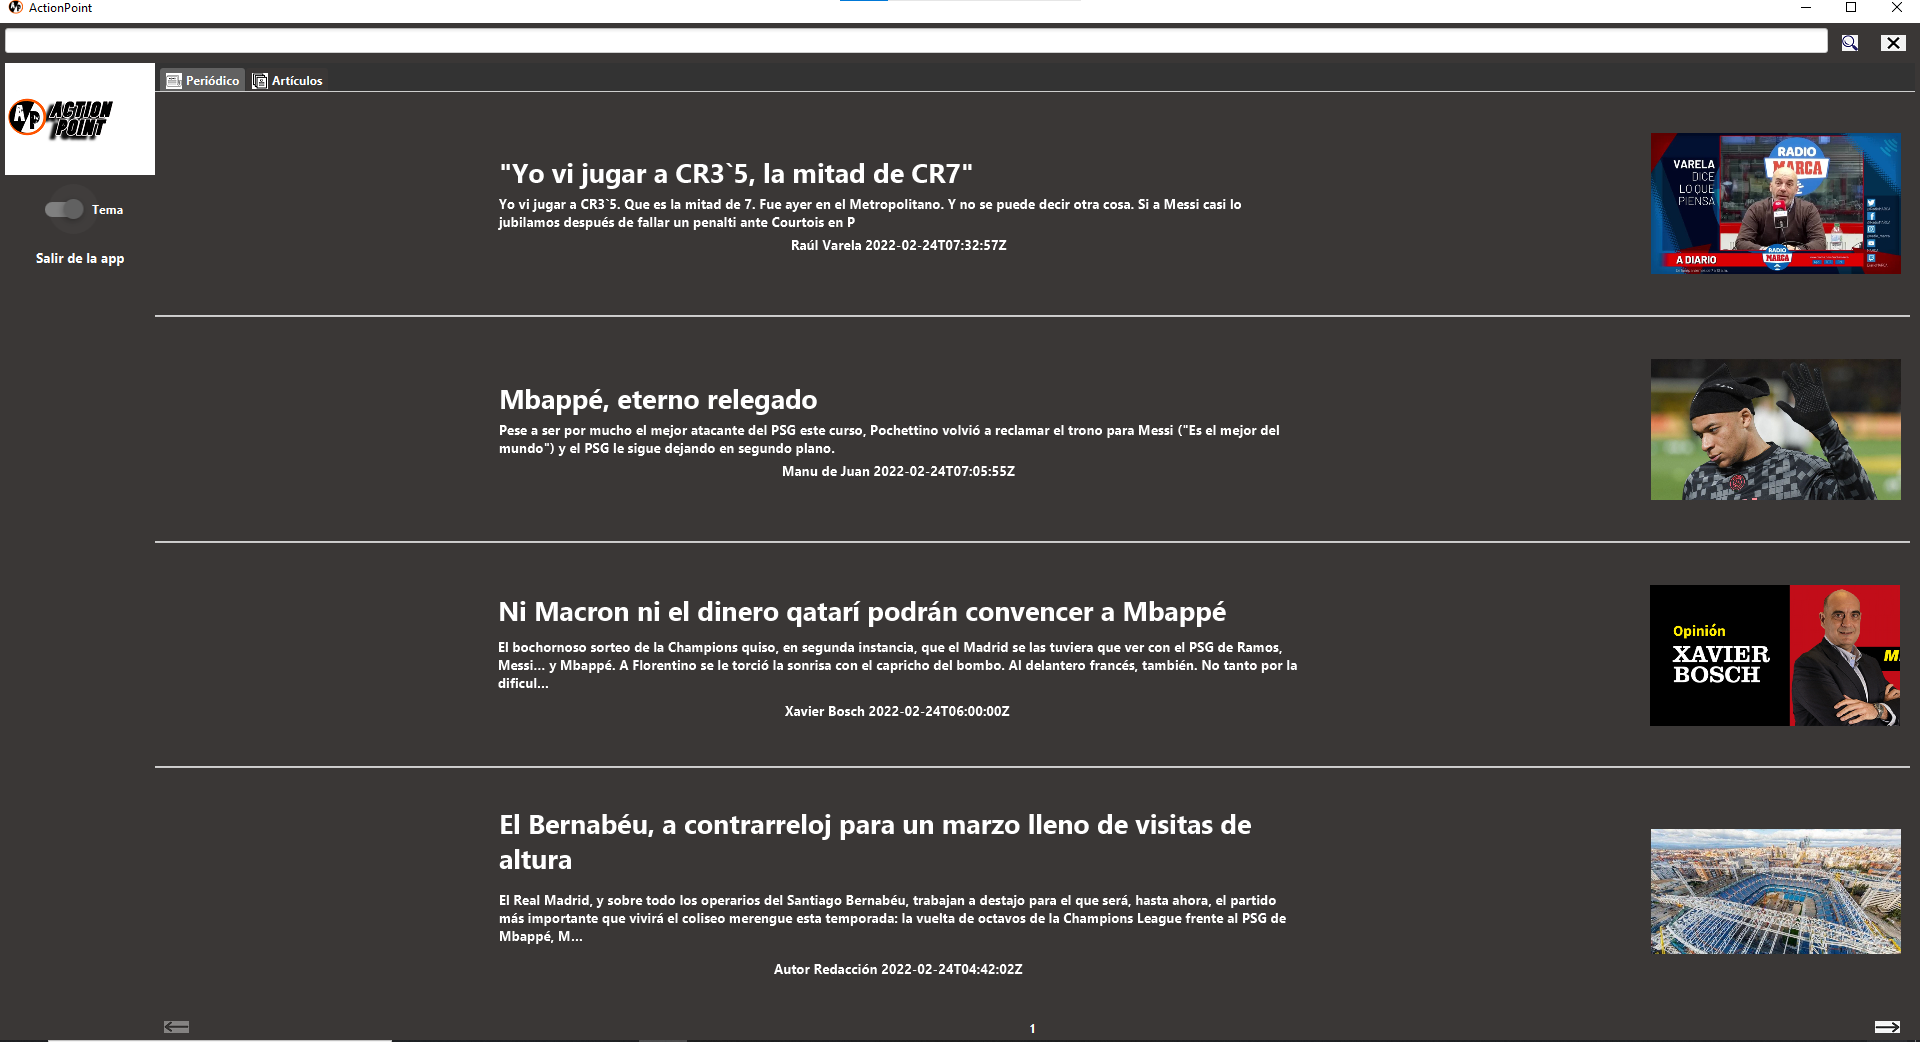 ActionPoint
Periódico
Artículos
ACTION
POINT
Tema
Salir de la app
"Yo vi jugar a CR3`5, la mitad de CR7"
Yo vi jugar a CR3`5. Que es la mitad de 7. Fue ayer en el Metropolitano. Y no se puede decir otra cosa. Si a Messi casi lo
jubilamos después de fallar un penalti ante Courtois en P
Raúl Varela 2022-02-24T07:32:57Z
VARELA
DICE
LO QUE
PIENSA
RADIO
MARCA
RADIO
MARCA
A DIARIO
Mbappé, eterno relegado
Pese a ser por mucho el mejor atacante del PSG este curso, Pochettino volvió a reclamar el trono para Messi ("Es el mejor del
mundo") y el PSG le sigue dejando en segundo plano.
Manu de Juan 2022-02-24T07:05:55Z
Ni Macron ni el dinero qatarí podrán convencer a Mbappé
El bochornoso sorteo de la Champions quiso, en segunda instancia, que el Madrid se las tuviera que ver con el PSG de Ramos,
Messi... y Mbappé. A Florentino se le torció la sonrisa con el capricho del bombo. Al delantero francés, también. No tanto por la
dificul...
Xavier Bosch 2022-02-24T06:00:00Z
Opinión
XAVIER
BOSCH
El Bernabéu, a contrarreloj para un marzo lleno de visitas de
altura
El Real Madrid, y sobre todo los operarios del Santiago Bernabéu, trabajan a destajo para el que será, hasta ahora, el partido
más importante que vivirá el coliseo merengue esta temporada: la vuelta de octavos de la Champions League frente al PSG de
Mbappé, M...
Autor Redacción 2022-02-24T04:42:02Z
1